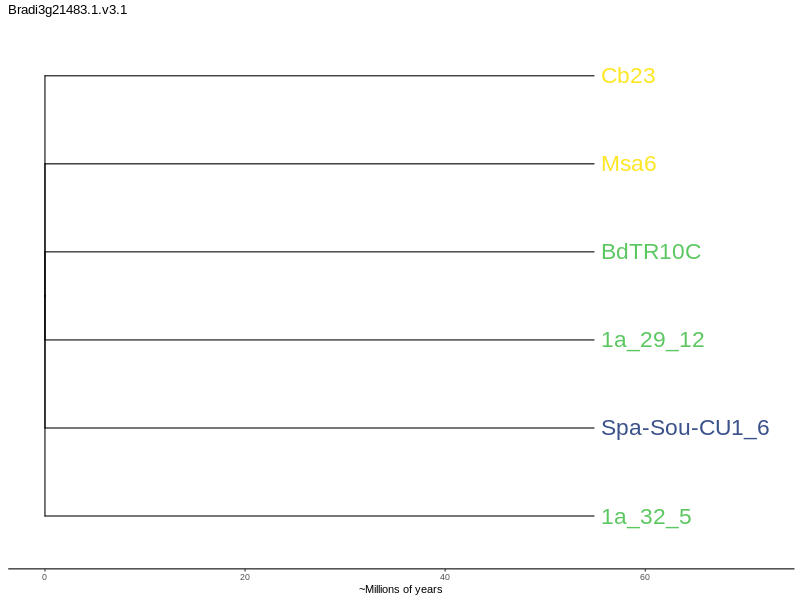 Bradi3g21483.1.v3.1
Cb23
Msa6
BdTR10C
1a_29_12
Spa-Sou-CU1_6
1a_32_5
0 20 40 60
~Millions of years